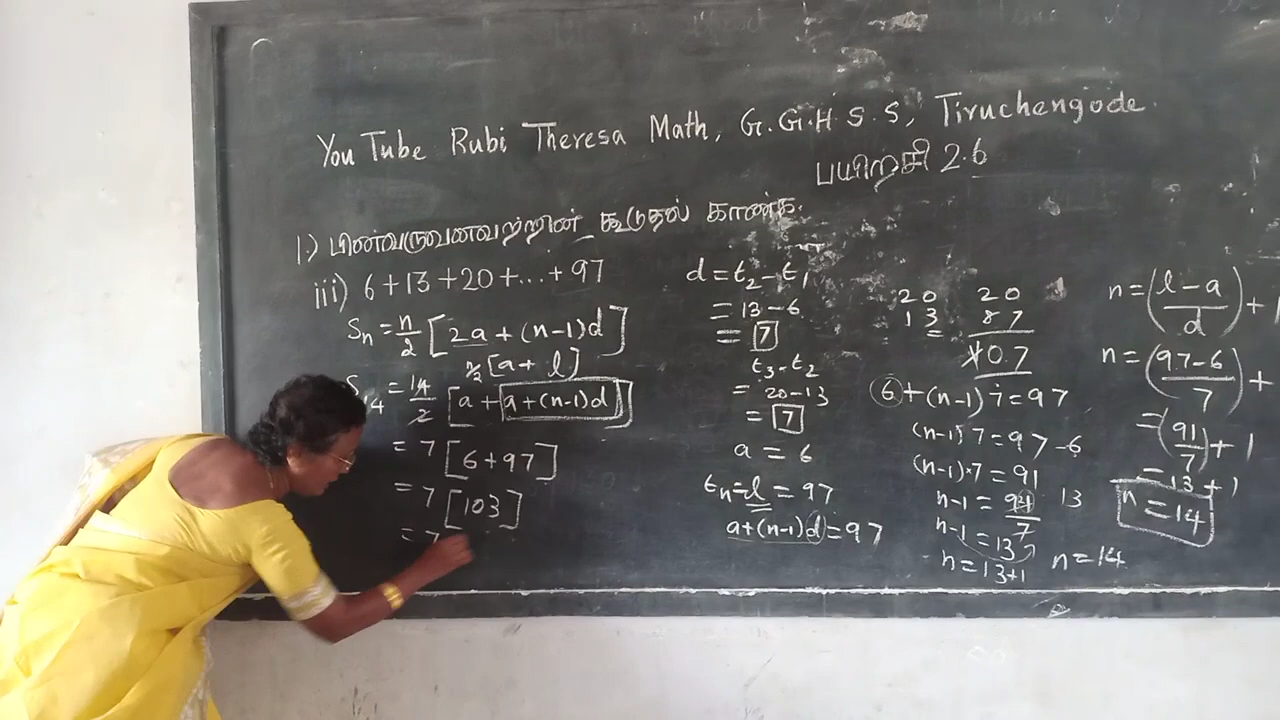 You Tube Rubi Theresa Math, G.G.H.S.S, Tiruchengode.
பயிற்சி 2.6
1.) பின்வருவனவற்றின் கூடுதல் காண்க.
iii) 6+13+20+...+97
Sn = n/2 [2a+(n-1)d]
n/2 [a+l]
S14 = 14/2 [a+[a+(n-1)d]]
= 7 [6+97]
= 7 [103]
= 7
d = t2 - t1
= 13 - 6
= 7
t3 - t2
= 20 - 13
= 7
a = 6
tn = l = 97
a+(n-1)d = 97
20
13
20
87
107
6+(n-1)7=97
(n-1)7=97-6
(n-1)×7=91
n-1 = 91/7 13
n-1 = 13
n = 13+1 n=14
n = (l-a/d)+1
n = (97-6/7)+
= (91/7)+1
= 13+1
n = 14